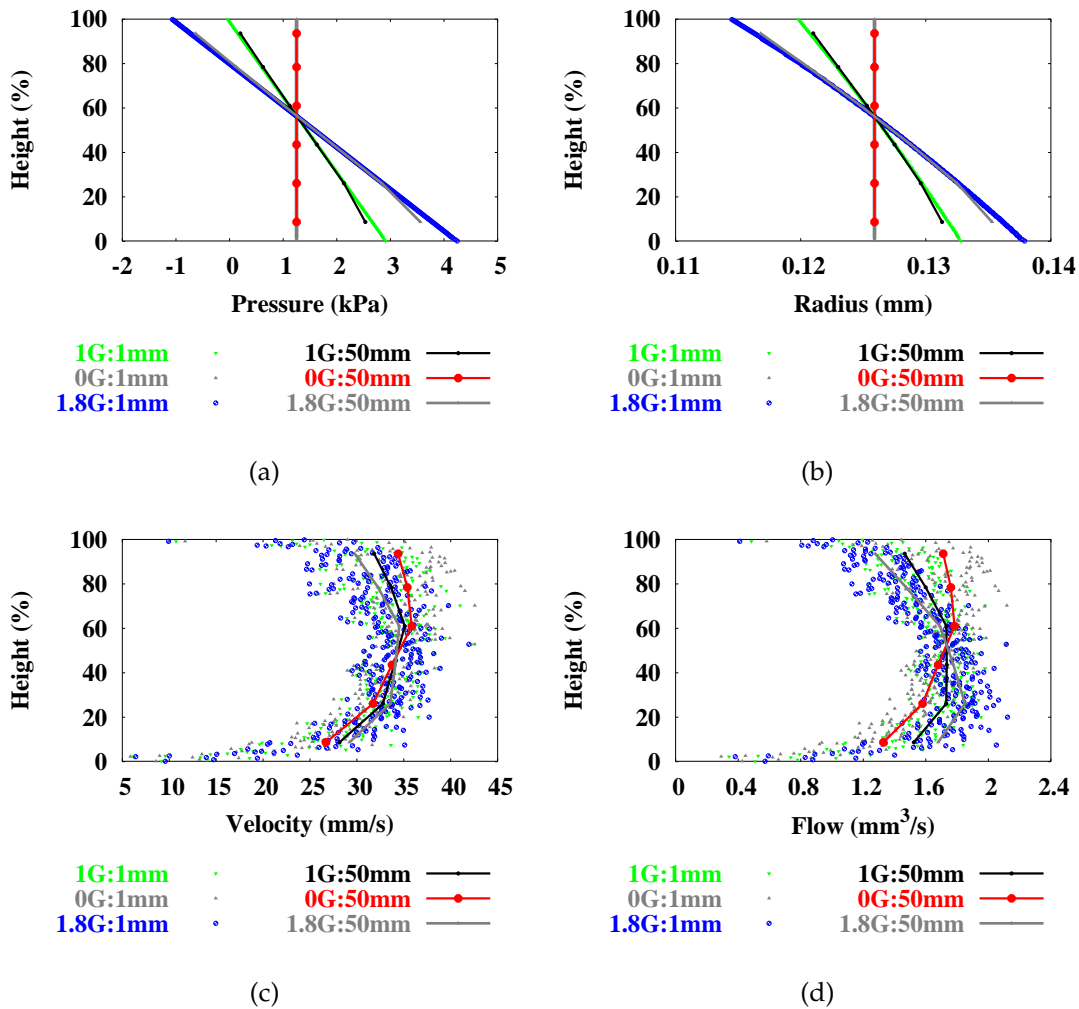 100
80
60
40
20
0
Height (%)
-2 -1 0 1 2 3 4 5
Pressure (kPa)
1G:1mm 1G:50mm
0G:1mm 0G:50mm
1.8G:1mm 1.8G:50mm
(a)
100
80
60
40
20
0
Height (%)
0.11 0.12 0.13 0.14
Radius (mm)
1G:1mm 1G:50mm
0G:1mm 0G:50mm
1.8G:1mm 1.8G:50mm
(b)
100
80
60
40
20
0
Height (%)
5 10 15 20 25 30 35 40 45
Velocity (mm/s)
1G:1mm 1G:50mm
0G:1mm 0G:50mm
1.8G:1mm 1.8G:50mm
(c)
100
80
60
40
20
0
Height (%)
0 0.4 0.8 1.2 1.6 2 2.4
Flow (mm³/s)
1G:1mm 1G:50mm
0G:1mm 0G:50mm
1.8G:1mm 1.8G:50mm
(d)